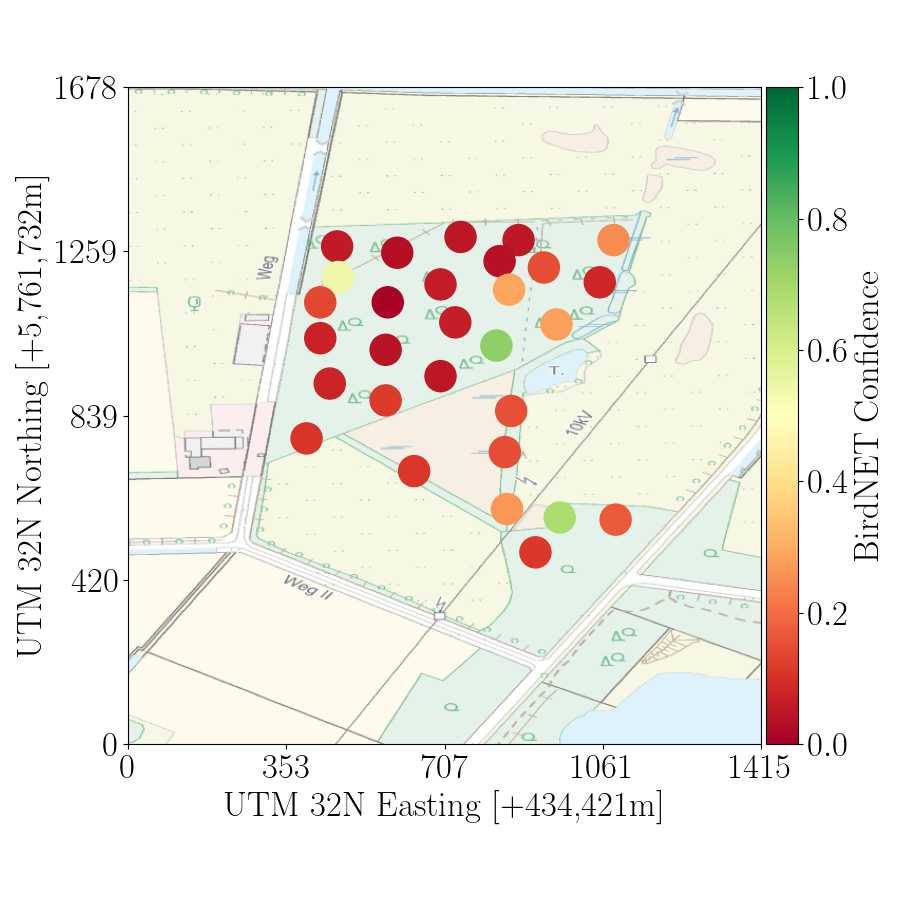 1678
1259
839
420
0
UTM 32N Northing [+5,761,732m]
0
353
707
1061
1415
UTM 32N Easting [+434,421m]
Weg
T.
10kV
Weg II
W
1.0
0.8
0.6
0.4
0.2
0.0
BirdNET Confidence